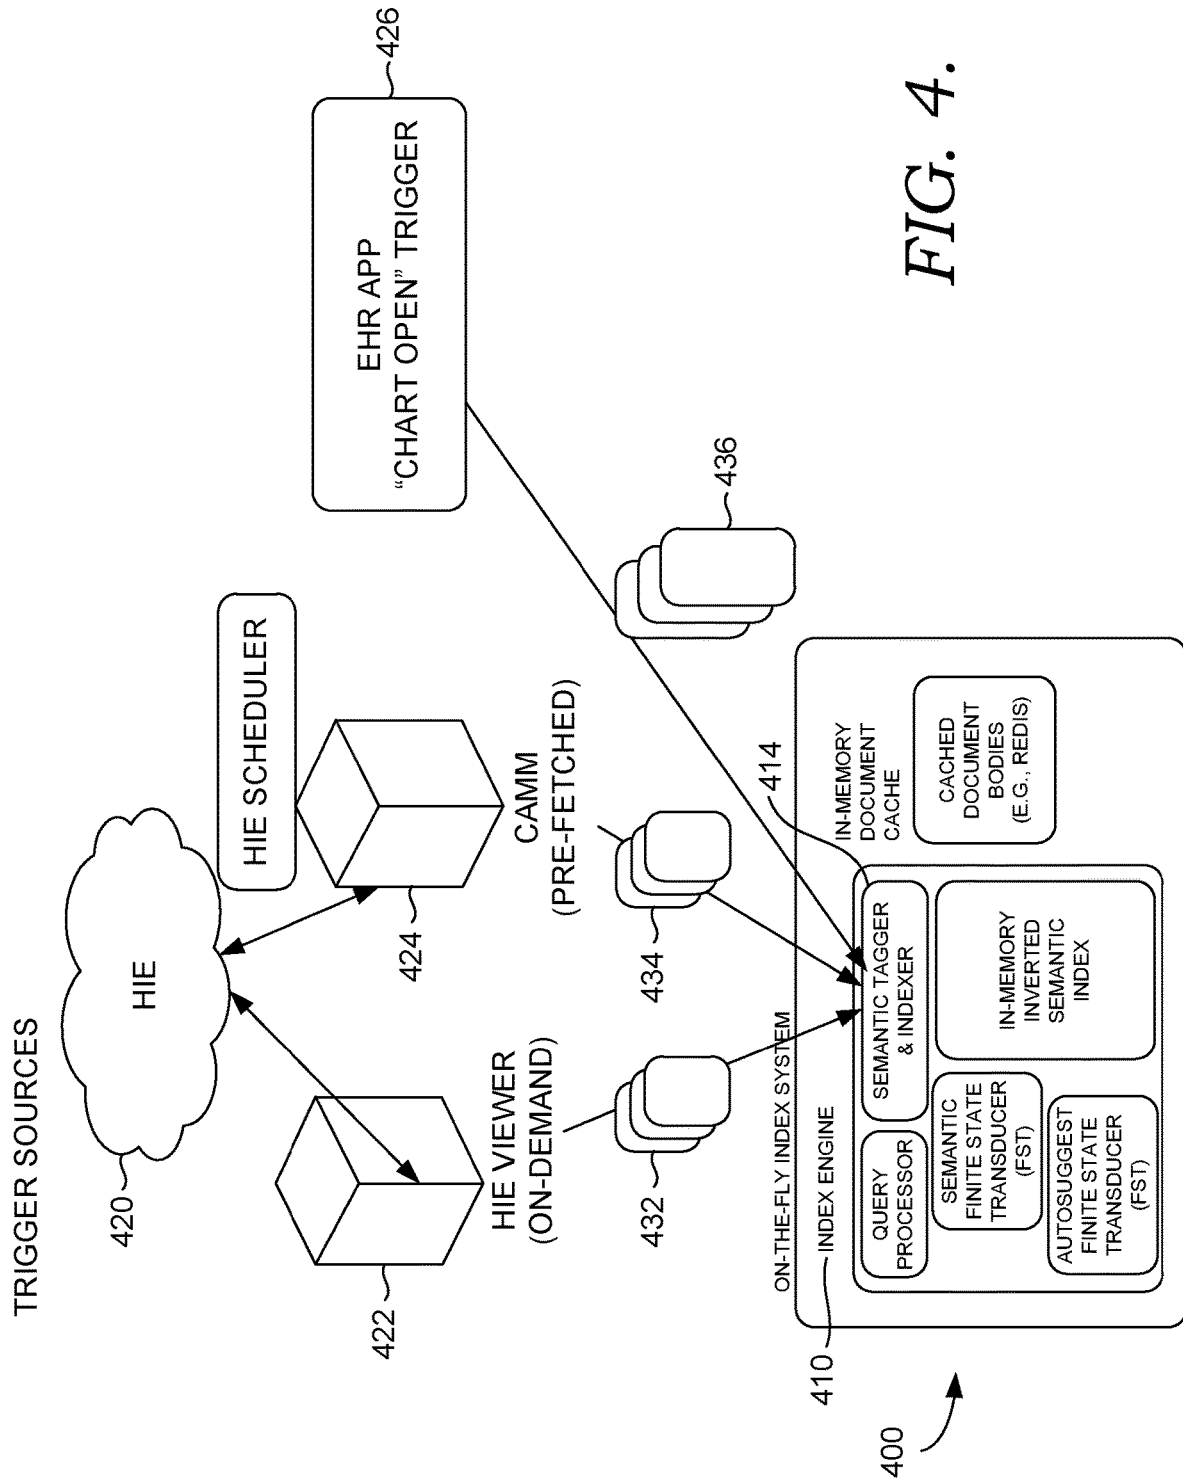 TRIGGER SOURCES
420
HIE
HIE SCHEDULER
422
424
HIE VIEWER
(ON-DEMAND)
CAMM
(PRE-FETCHED)
EHR APP
“CHART OPEN” TRIGGER
426
432
434
436
ON-THE-FLY INDEX SYSTEM
410
INDEX ENGINE
414
QUERY
PROCESSOR
SEMANTIC TAGGER
& INDEXER
SEMANTIC
FINITE STATE
TRANSDUCER
(FST)
AUTOSUGGEST
FINITE STATE
TRANSDUCER
(FST)
IN-MEMORY
INVERTED
SEMANTIC
INDEX
IN-MEMORY
DOCUMENT
CACHE
CACHED
DOCUMENT
BODIES
(E.G., REDIS)
400
FIG. 4.